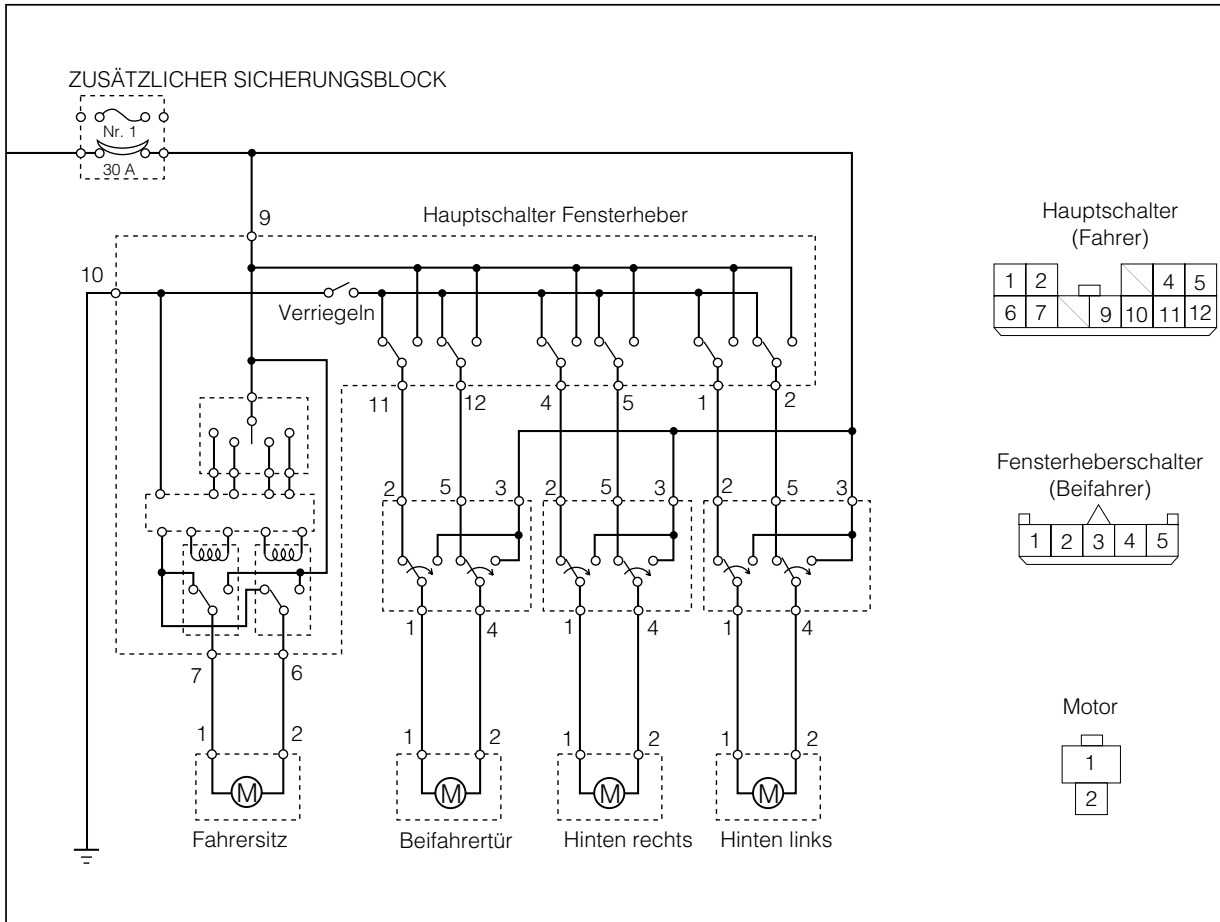 ZUSÄTZLICHER SICHERUNGSBLOCK
Nr. 1
30 A
9
Hauptschalter Fensterheber
10
Verriegeln
11
12
4
5
1
2
2
5
3
2
5
3
2
5
3
1
4
1
4
1
4
7
6
1
2
1
2
1
2
1
2
M
M
M
M
Fahrersitz
Beifahrertür
Hinten rechts
Hinten links
Hauptschalter
(Fahrer)
1 2 4 5
6 7 9 10 11 12
Fensterheberschalter
(Beifahrer)
1 2 3 4 5
Motor
1
2